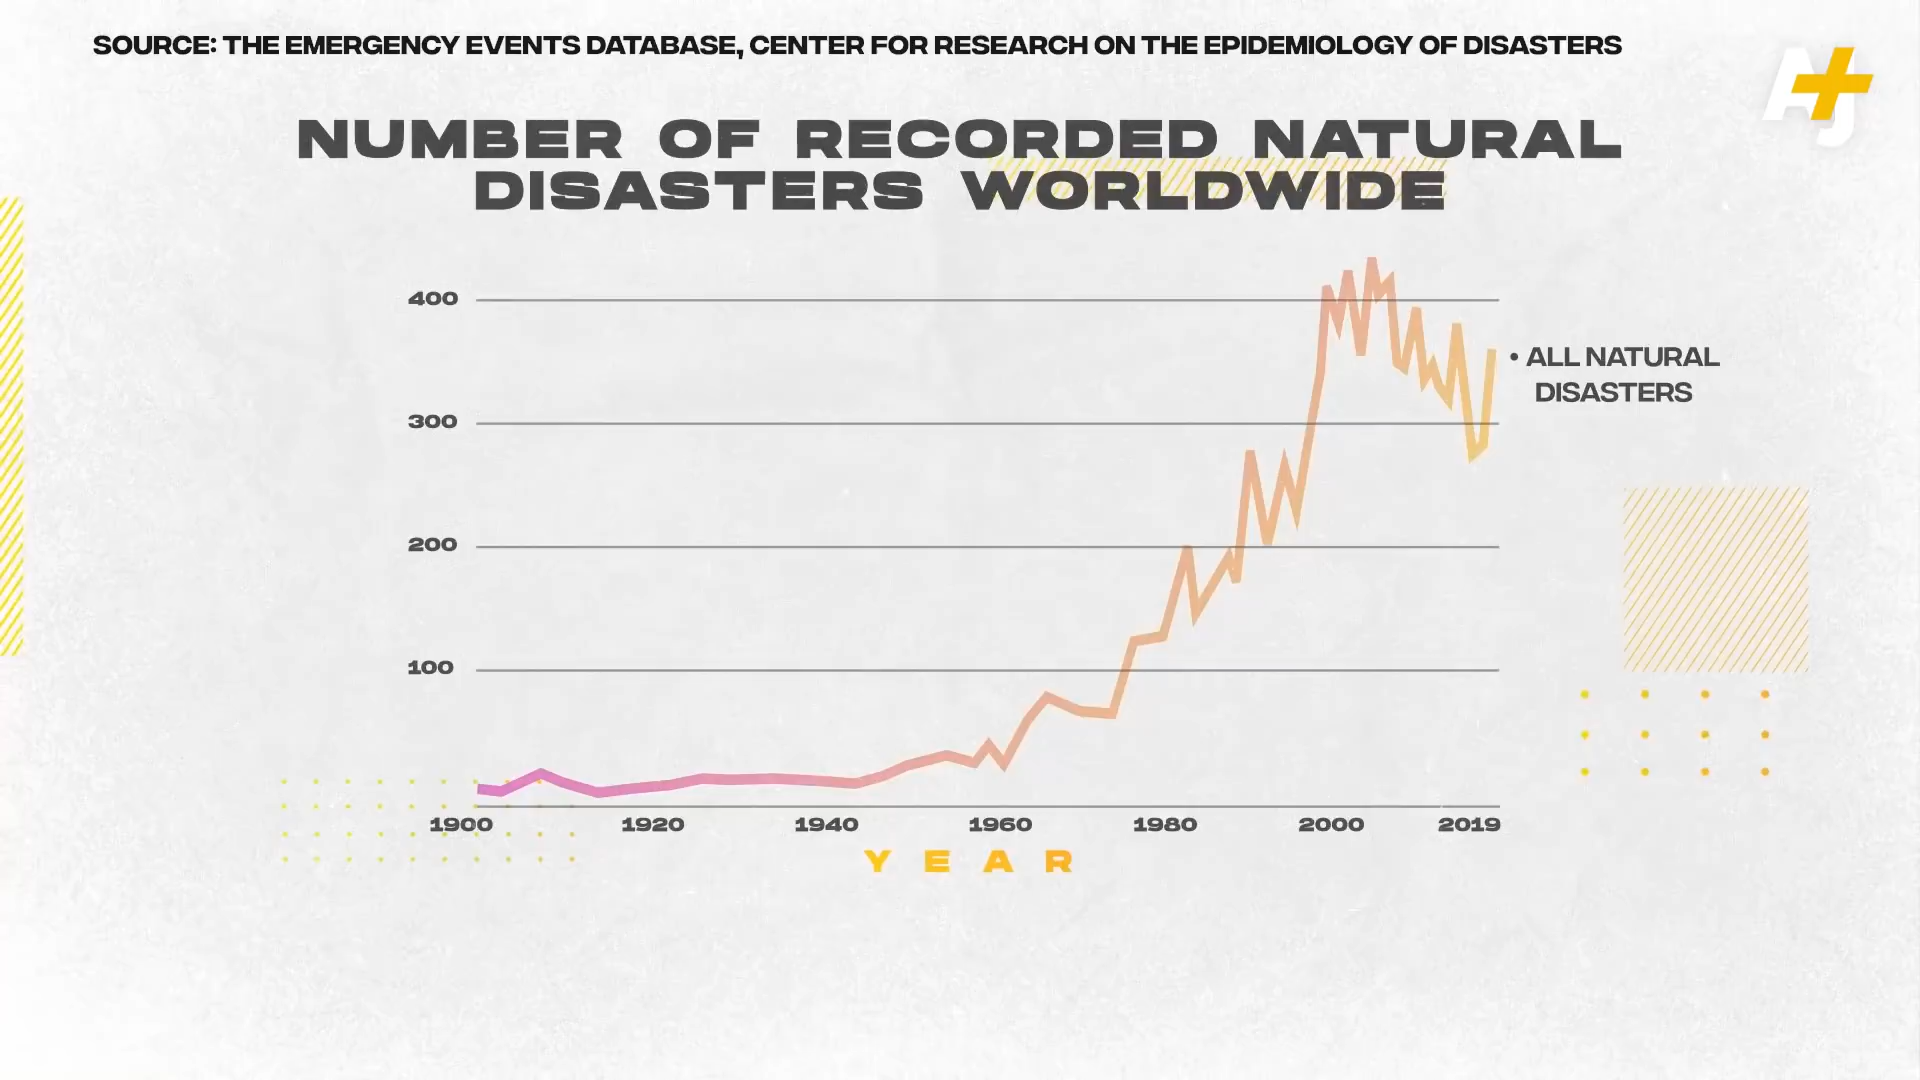 SOURCE: THE EMERGENCY EVENTS DATABASE, CENTER FOR RESEARCH ON THE EPIDEMIOLOGY OF DISASTERS
AJ+
NUMBER OF RECORDED NATURAL
DISASTERS WORLDWIDE
400
300
200
100
• ALL NATURAL
DISASTERS
1900 1920 1940 1960 1980 2000 2019
YEAR